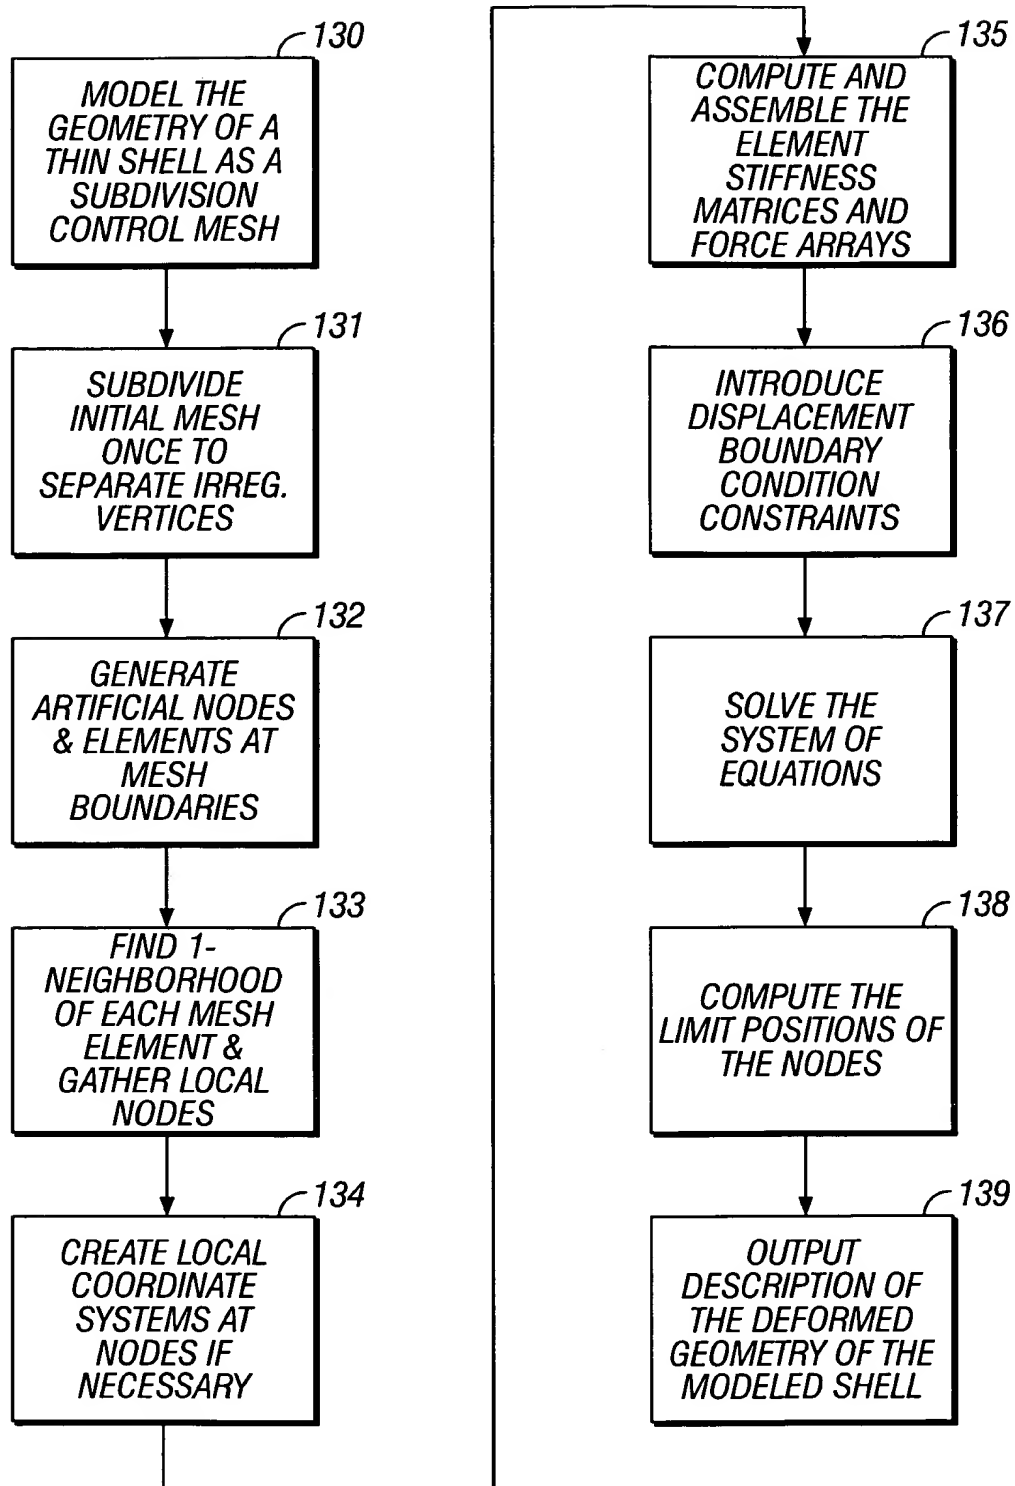 130
MODEL THE
GEOMETRY OF A
THIN SHELL AS A
SUBDIVISION
CONTROL MESH
131
SUBDIVIDE
INITIAL MESH
ONCE TO
SEPARATE IRREG.
VERTICES
132
GENERATE
ARTIFICIAL NODES
& ELEMENTS AT
MESH
BOUNDARIES
133
FIND 1-
NEIGHBORHOOD
OF EACH MESH
ELEMENT &
GATHER LOCAL
NODES
134
CREATE LOCAL
COORDINATE
SYSTEMS AT
NODES IF
NECESSARY
135
COMPUTE AND
ASSEMBLE THE
ELEMENT
STIFFNESS
MATRICES AND
FORCE ARRAYS
136
INTRODUCE
DISPLACEMENT
BOUNDARY
CONDITION
CONSTRAINTS
137
SOLVE THE
SYSTEM OF
EQUATIONS
138
COMPUTE THE
LIMIT POSITIONS OF
THE NODES
139
OUTPUT
DESCRIPTION OF
THE DEFORMED
GEOMETRY OF THE
MODELED SHELL